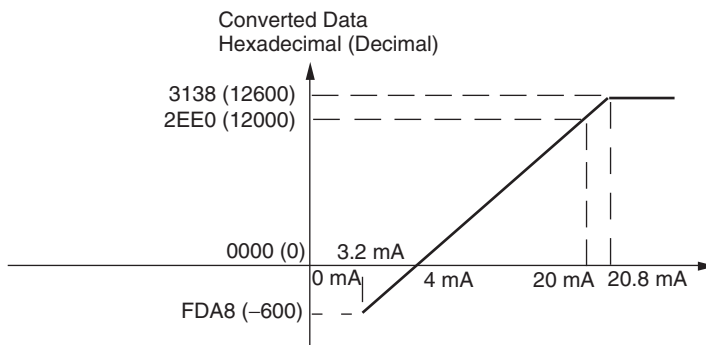 Converted Data
Hexadecimal (Decimal)
3138 (12600)
2EE0 (12000)
0000 (0)
3.2 mA
0 mA
4 mA
20 mA
20.8 mA
FDA8 (−600)